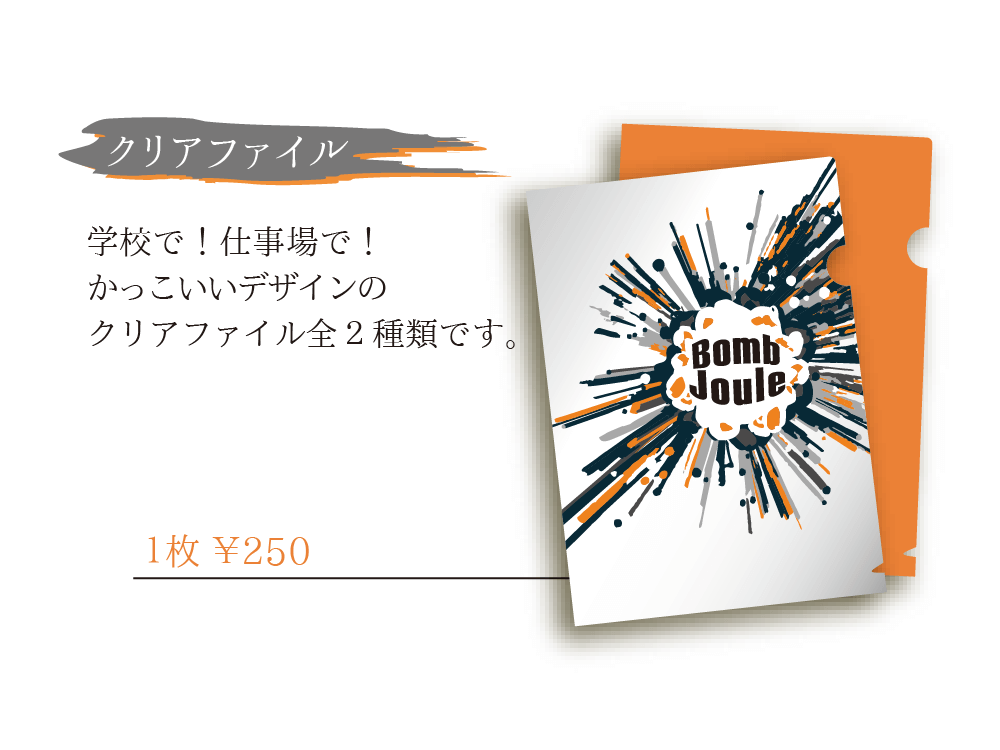 クリアファイル
学校で！仕事場で！
かっこいいデザインの
クリアファイル全２種類です。
1枚 ¥250
Bomb
Joule